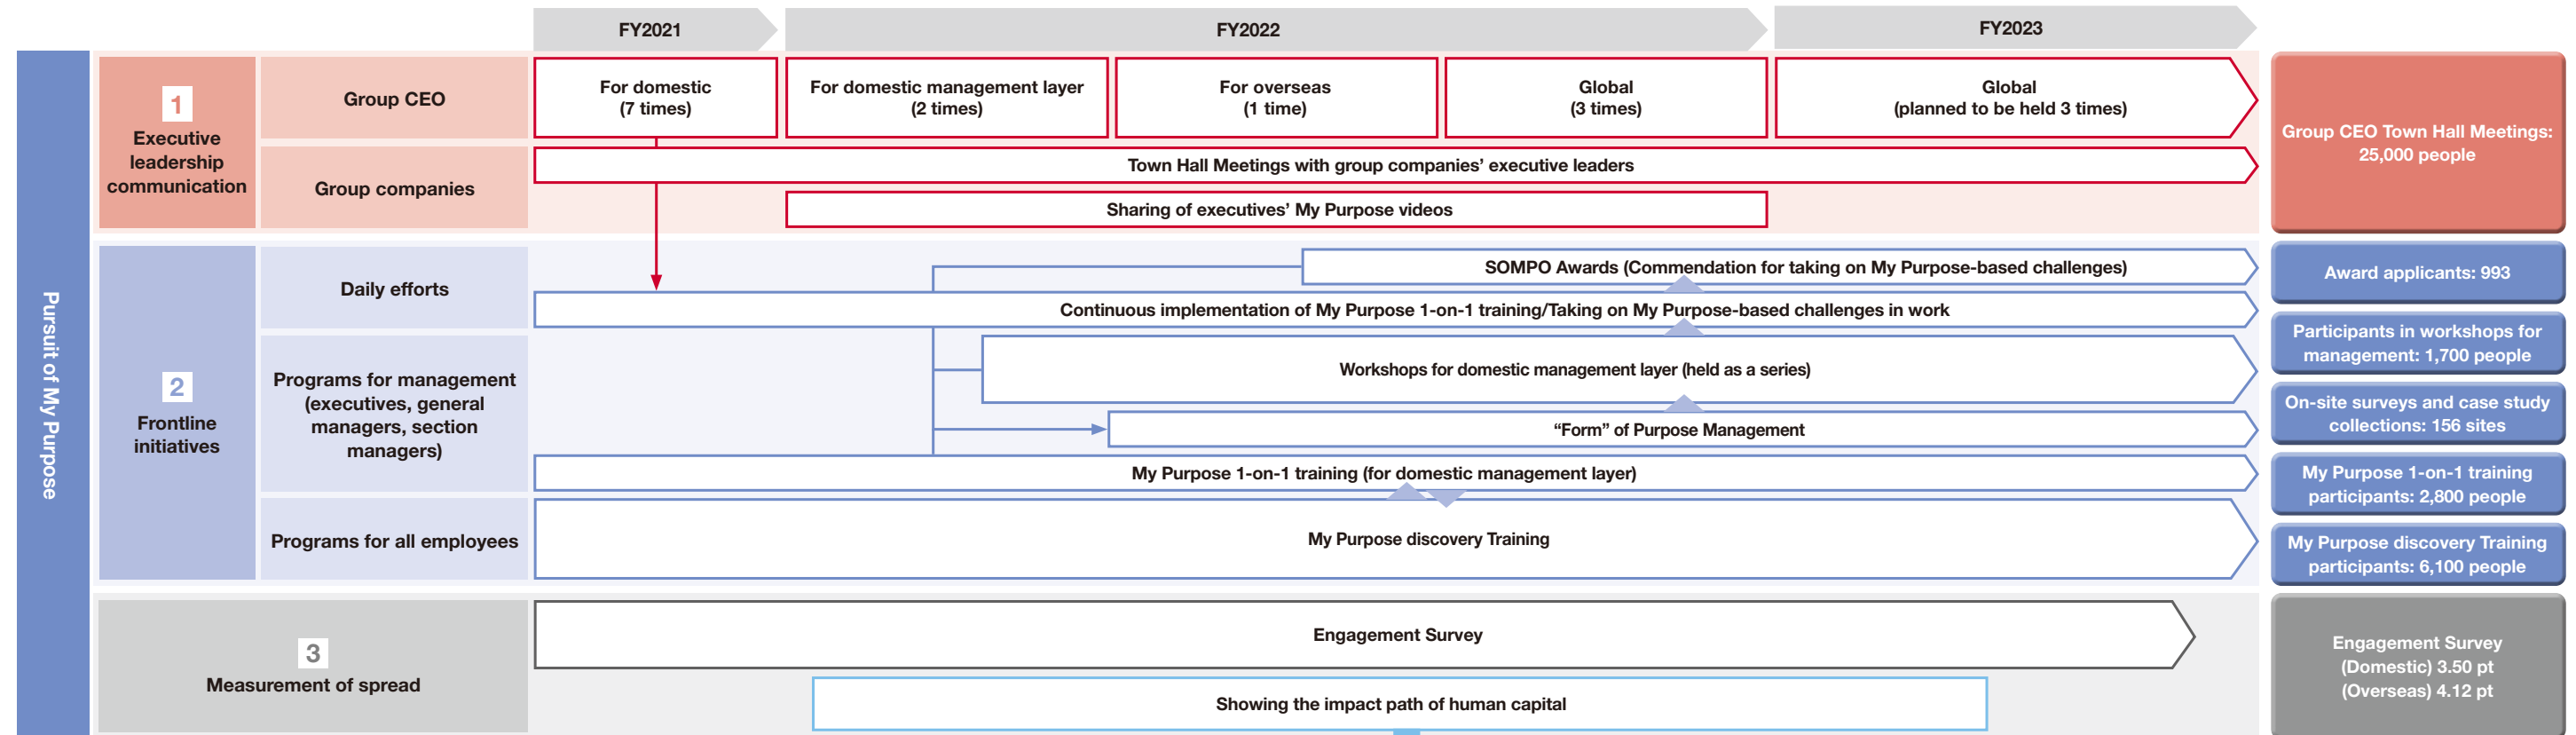 FY2021
FY2022
FY2023
Pursuit of My Purpose
1
Executive
leadership
communication
Group CEO
For domestic
(7 times)
For domestic management layer
(2 times)
For overseas
(1 time)
Global
(3 times)
Global
(planned to be held 3 times)
Group companies
Town Hall Meetings with group companies’ executive leaders
Sharing of executives’ My Purpose videos
Group CEO Town Hall Meetings:
25,000 people
2
Frontline
initiatives
Daily efforts
SOMPO Awards (Commendation for taking on My Purpose-based challenges)
Continuous implementation of My Purpose 1-on-1 training/Taking on My Purpose-based challenges in work
Programs for management
(executives, general
managers, section
managers)
Workshops for domestic management layer (held as a series)
“Form” of Purpose Management
My Purpose 1-on-1 training (for domestic management layer)
Programs for all employees
My Purpose discovery Training
Award applicants: 993
Participants in workshops for
management: 1,700 people
On-site surveys and case study
collections: 156 sites
My Purpose 1-on-1 training
participants: 2,800 people
My Purpose discovery Training
participants: 6,100 people
3
Measurement of spread
Engagement Survey
Showing the impact path of human capital
Engagement Survey
(Domestic) 3.50 pt
(Overseas) 4.12 pt